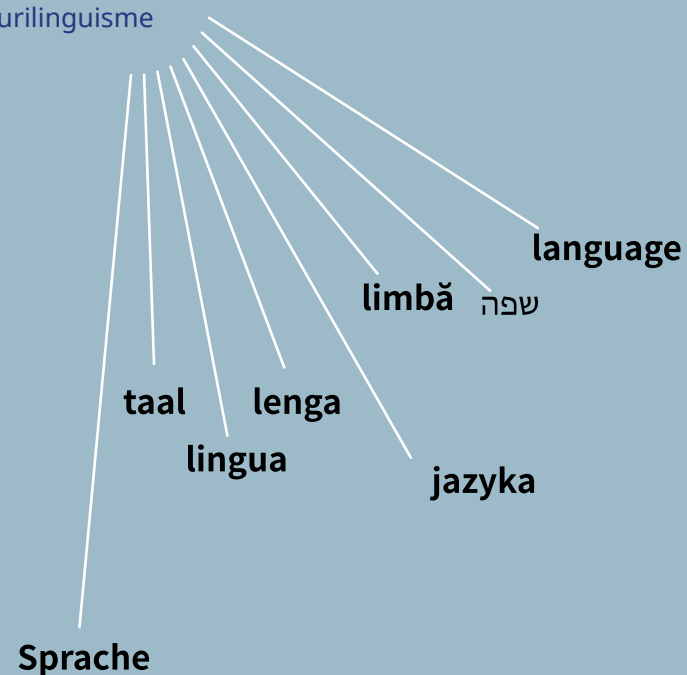 urilinguisme
language
limbă
שפה
taal
lenga
lingua
jazyka
Sprache